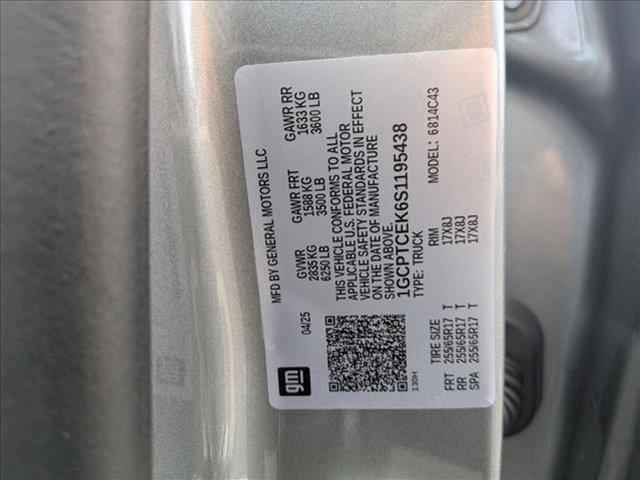 MFD BY GENERAL MOTORS LLC
04/25
GVWR GAWR FRT GAWR RR
2835 KG 1588 KG 1633 KG
6250 LB 3500 LB 3600 LB
THIS VEHICLE CONFORMS TO ALL
APPLICABLE U.S. FEDERAL MOTOR
VEHICLE SAFETY STANDARDS IN EFFECT
ON THE DATE OF MANUFACTURE
SHOWN ABOVE.
1GCPTCEK6S1195438
TYPE: TRUCK MODEL: 6814C43
gm
130H
TIRE SIZE RIM
FRT 255/65R17 T 17X8J
RR 255/65R17 T 17X8J
SPA 255/65R17 T 17X8J